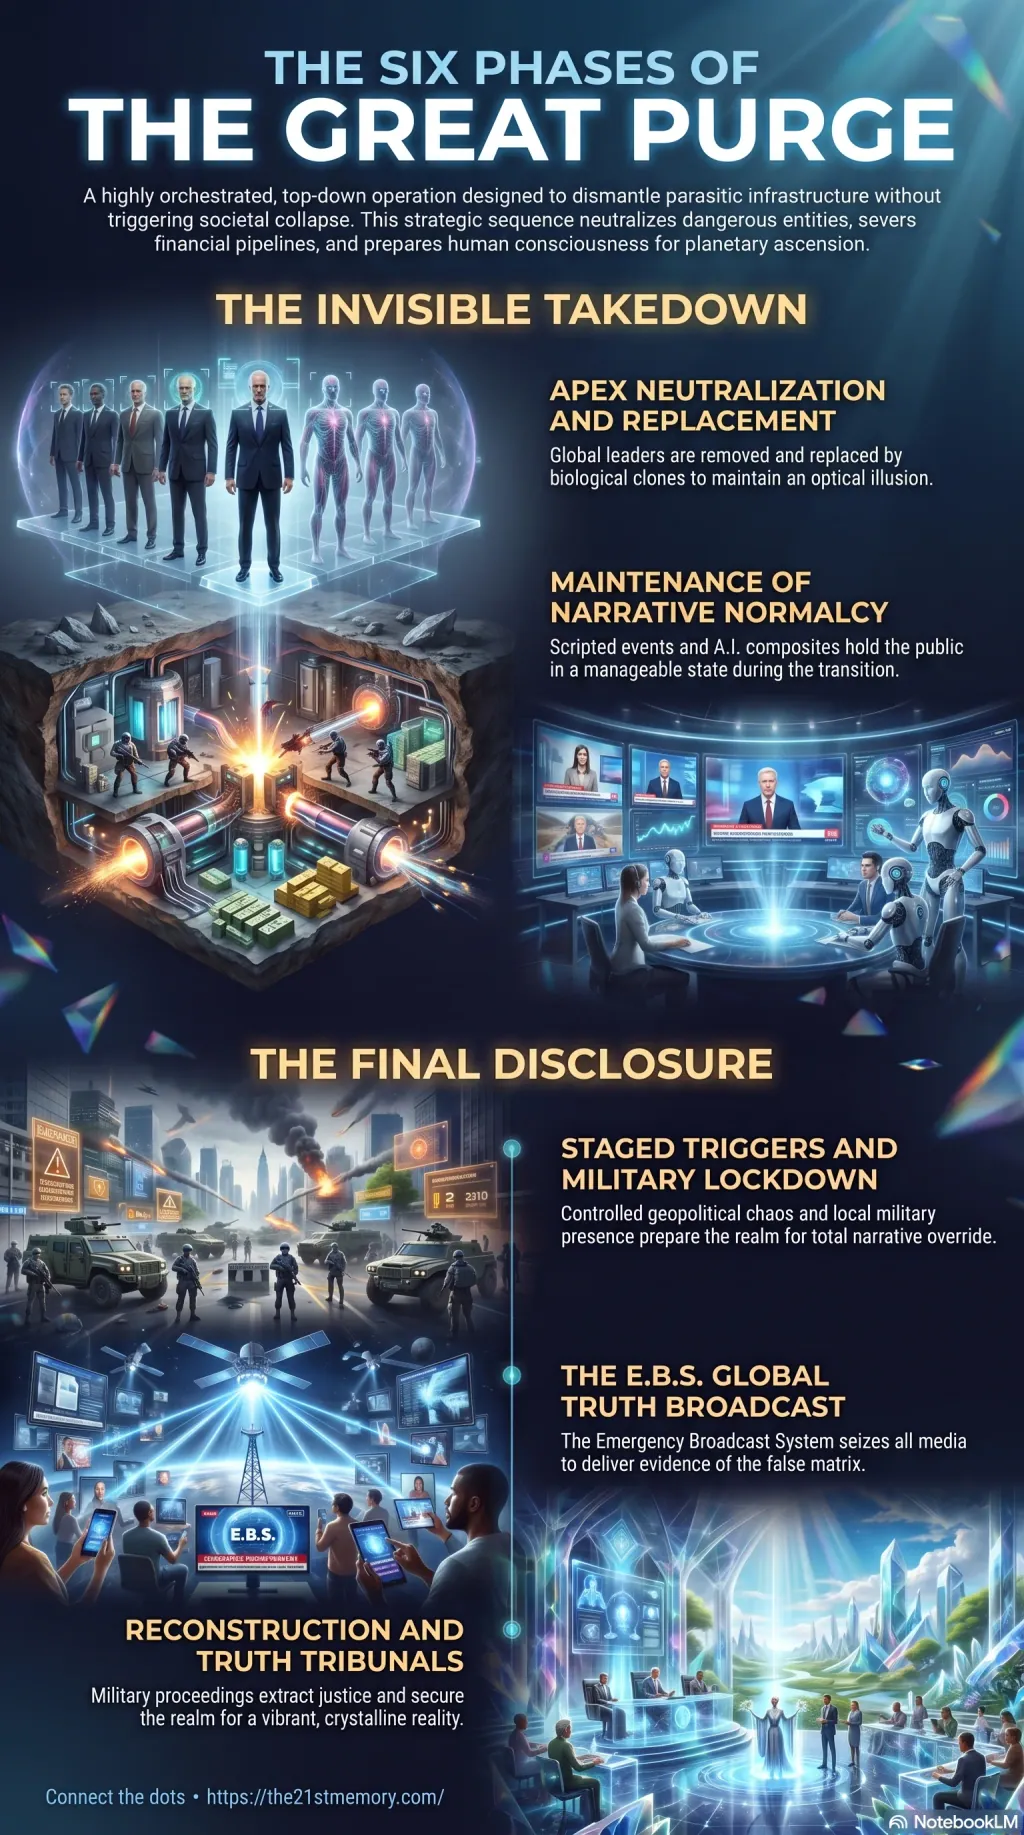 THE SIX PHASES OF
THE GREAT PURGE
A highly orchestrated, top-down operation designed to dismantle parasitic infrastructure without
triggering societal collapse. This strategic sequence neutralizes dangerous entities, severs
financial pipelines, and prepares human consciousness for planetary ascension.
THE INVISIBLE TAKEDOWN
APEX NEUTRALIZATION
AND REPLACEMENT
Global leaders are removed and replaced by
biological clones to maintain an optical illusion.
MAINTENANCE OF
NARRATIVE NORMALCY
Scripted events and A.I. composites hold the public
in a manageable state during the transition.
THE FINAL DISCLOSURE
STAGED TRIGGERS AND
MILITARY LOCKDOWN
Controlled geopolitical chaos and local military
presence prepare the realm for total narrative override.
2 2310
THE E.B.S. GLOBAL
TRUTH BROADCAST
The Emergency Broadcast System seizes all media
to deliver evidence of the false matrix.
E.B.S.
RECONSTRUCTION AND
TRUTH TRIBUNALS
Military proceedings extract justice and secure
the realm for a vibrant, crystalline reality.
Connect the dots • https://the21stmemory.com/
NotebookLM